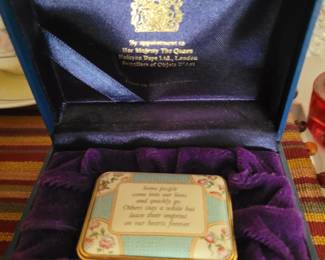 By appointment to
Her Majesty The Queen
Halcyon Days Ltd., London
Suppliers of Objets D'Art
Some people
come into our lives
and quickly go
Others stay a while and
leave their imprint
on our hearts forever